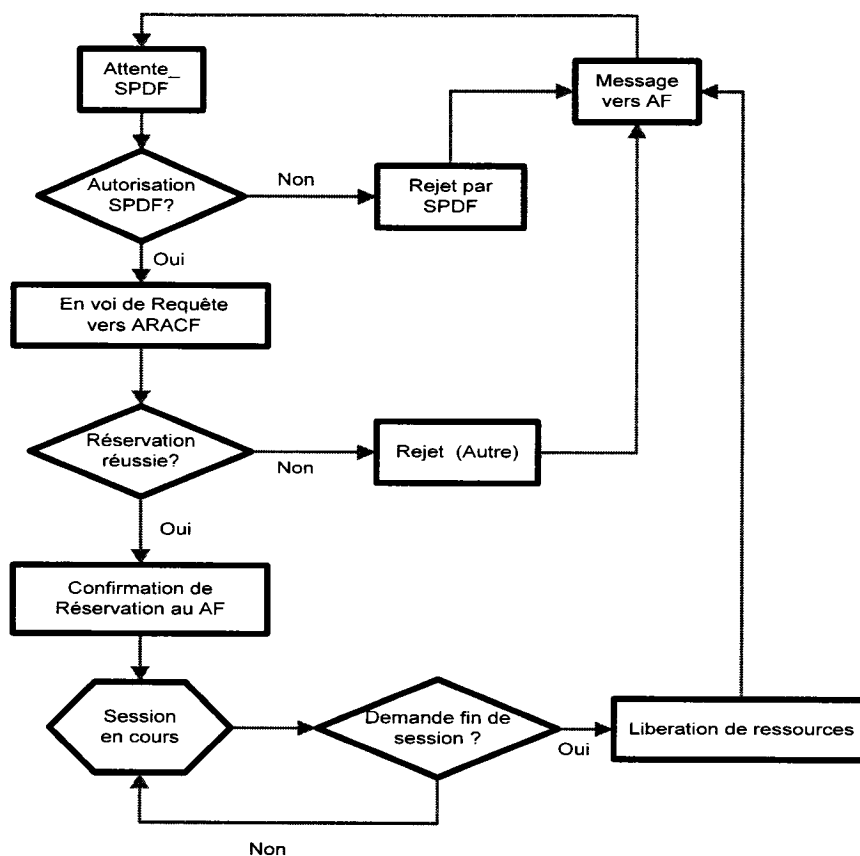 Attente_
SPDF
Message
vers AF
Autorisation
SPDF?
Non
Rejet par
SPDF
Oui
En voi de Requête
vers ARACF
Réservation
réussie?
Non
Rejet (Autre)
Oui
Confirmation de
Réservation au AF
Session
en cours
Demande fin de
session ?
Oui
Liberation de ressources
Non